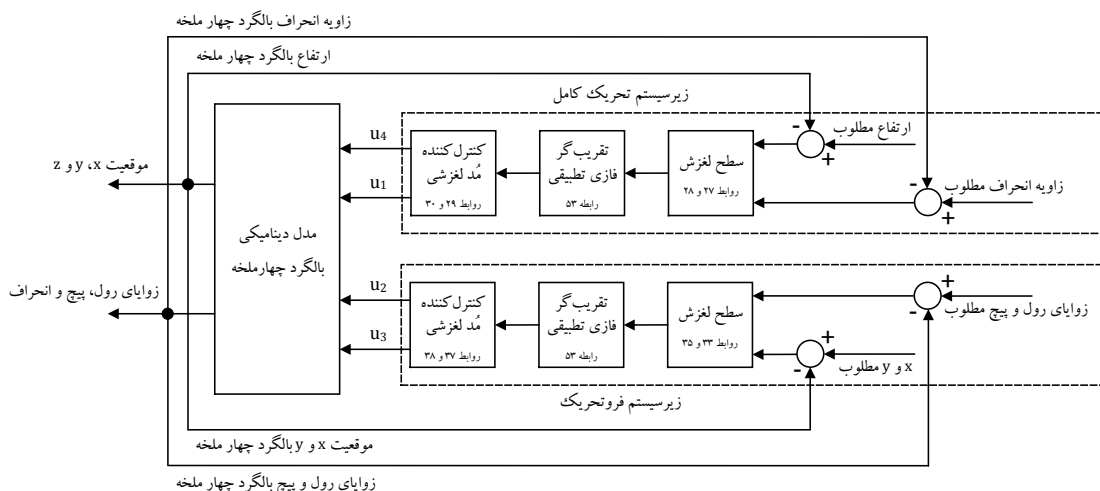 زاویه انحراف بالگرد چهار ملخه
ارتفاع بالگرد چهار ملخه
زیرسیستم تحریک کامل
ارتفاع مطلوب
-
+
زاویه انحراف مطلوب
-
+
سطح لغزش
روابط ۲۷ و ۲۸
تقریب‌گر
فازی تطبیقی
رابطه ۵۳
کنترل‌کننده
مُد لغزشی
روابط ۲۹ و ۳۰
u4
u1
موقعیت x، y و z
مدل دینامیکی
بالگرد چهارملخه
زوایای رول، پیچ و انحراف
زوایای رول و پیچ مطلوب
+
-
x و y مطلوب
+
-
سطح لغزش
روابط ۳۳ و ۳۵
تقریب‌گر
فازی تطبیقی
رابطه ۵۳
کنترل‌کننده
مُد لغزشی
روابط ۳۷ و ۳۸
u2
u3
زیرسیستم فروتحریک
موقعیت x و y بالگرد چهار ملخه
زوایای رول و پیچ بالگرد چهار ملخه